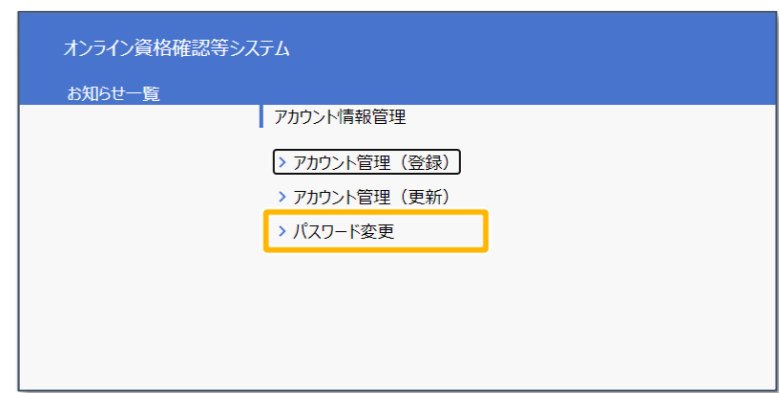 オンライン資格確認等システム
お知らせ一覧
アカウント情報管理
> アカウント管理（登録）
> アカウント管理（更新）
> パスワード変更